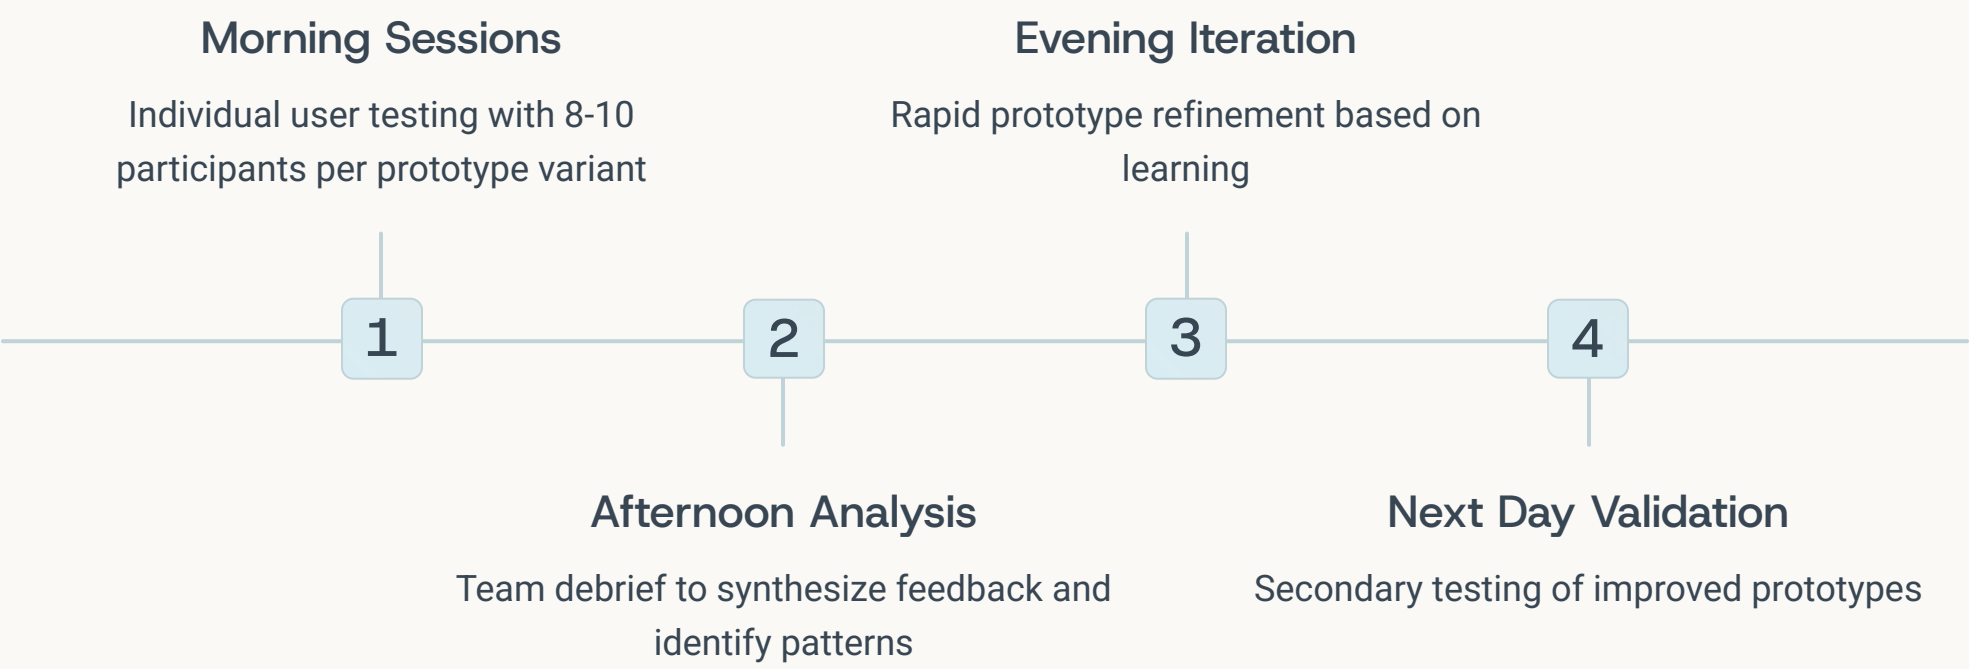 Morning Sessions
Individual user testing with 8-10
participants per prototype variant
1
2
Afternoon Analysis
Team debrief to synthesize feedback and
identify patterns
Evening Iteration
Rapid prototype refinement based on
learning
3
4
Next Day Validation
Secondary testing of improved prototypes